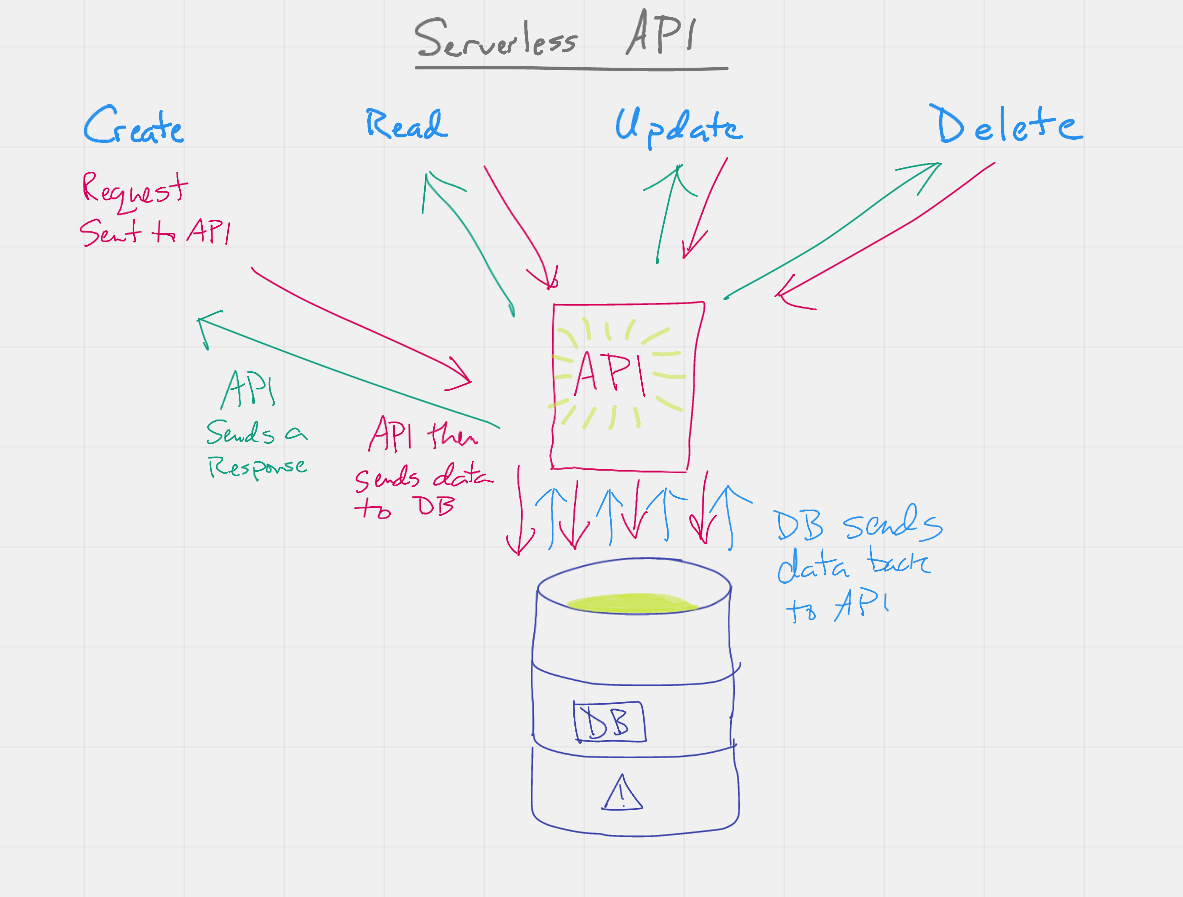 Serverless API
Create
Read
Update
Delete
Request
Sent to API
API
Sends a
Response
API
API then
sends data
to DB
DB sends
data back
to API
DB
!